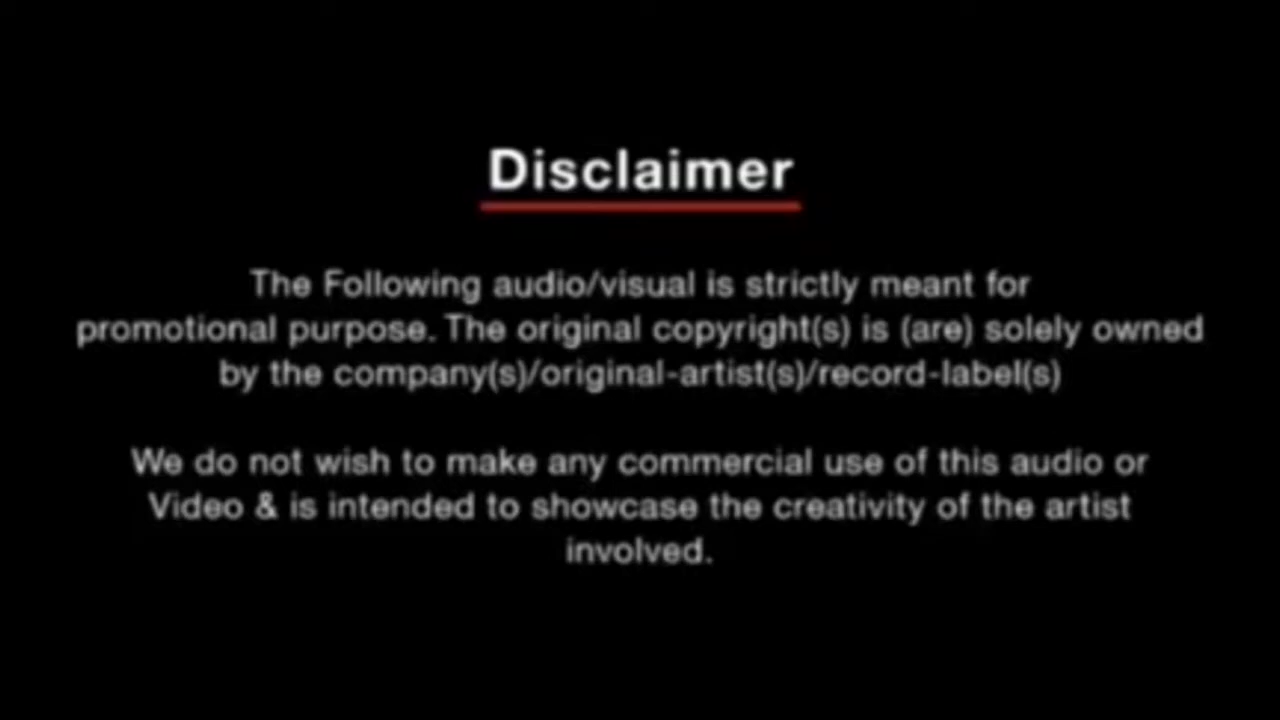 Disclaimer
The Following audio/visual is strictly meant for
promotional purpose. The original copyright(s) is (are) solely owned
by the company(s)/original-artist(s)/record-label(s)
We do not wish to make any commercial use of this audio or
Video & is intended to showcase the creativity of the artist
involved.